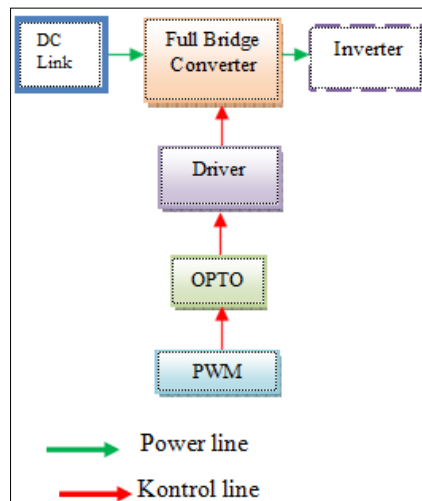 DC
Link
Full Bridge
Converter
Inverter
Driver
OPTO
PWM
Power line
Kontrol line